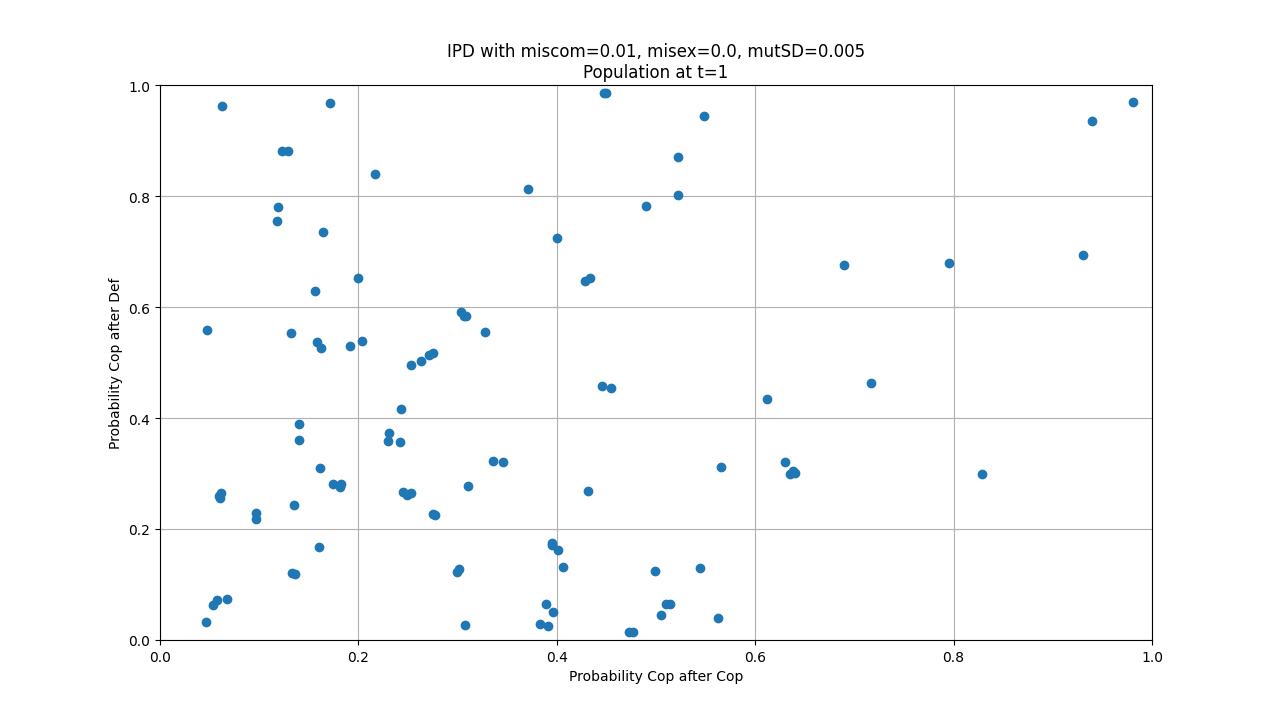 IPD with miscom=0.01, misex=0.0, mutSD=0.005
Population at t=1
1.0
0.8
0.6
0.4
0.2
0.0
Probability Cop after Def
0.0 0.2 0.4 0.6 0.8 1.0
Probability Cop after Cop